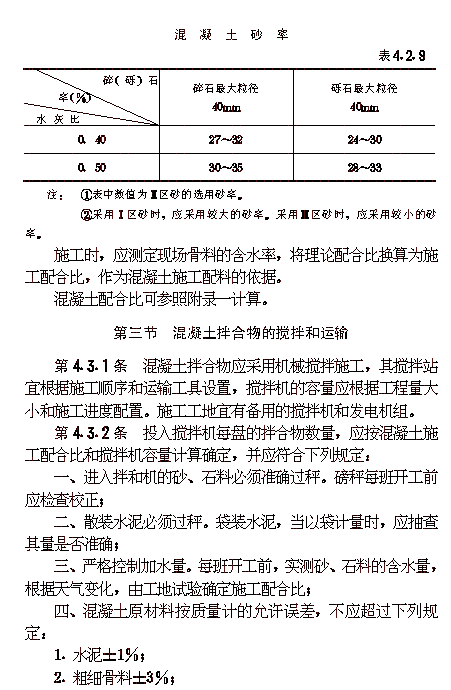 混 凝 土 砂 率
表4.2.9
碎(砾)石
率(%)
水 灰 比
碎石最大粒径
40mm
砾石最大粒径
40mm
0.40 27~32 24~30
0.50 30~35 28~33
注: ①表中数值为Ⅱ区砂的选用砂率。
②采用Ⅰ区砂时,应采用较大的砂率。采用Ⅲ区砂时,应采用较小的砂
率。
施工时,应测定现场骨料的含水率,将理论配合比换算为施
工配合比,作为混凝土施工配料的依据。
混凝土配合比可参照附录一计算。
第三节 混凝土拌合物的搅拌和运输
第4.3.1条 混凝土拌合物应采用机械搅拌施工,其搅拌站
宜根据施工顺序和运输工具设置,搅拌机的容量应根据工程量大
小和施工进度配置。施工工地宜有备用的搅拌机和发电机组。
第4.3.2条 投入搅拌机每盘的拌合物数量,应按混凝土施
工配合比和搅拌机容量计算确定,并应符合下列规定:
一、进入拌和机的砂、石料必须准确过秤。磅秤每班开工前
应检查校正;
二、散装水泥必须过秤。袋装水泥,当以袋计量时,应抽查
其量是否准确;
三、严格控制加水量。每班开工前,实测砂、石料的含水量,
根据天气变化,由工地试验确定施工配合比;
四、混凝土原材料按质量计的允许误差,不应超过下列规
定:
1. 水泥±1%;
2. 粗细骨料±3%;